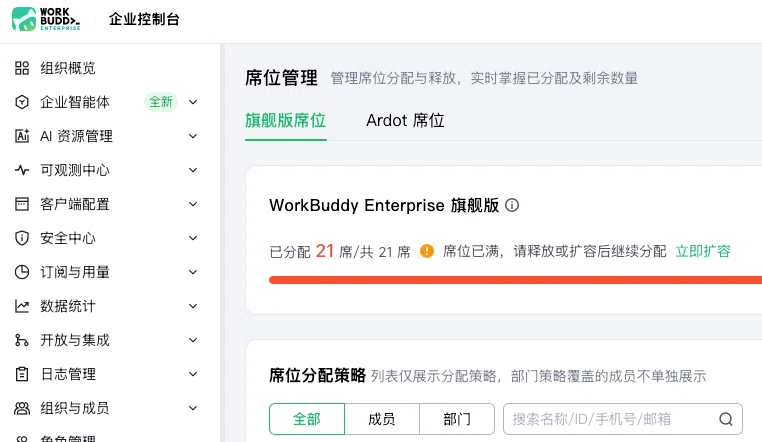 WORK
BUDD>_
ENTERPRISE
企业控制台
组织概览
企业智能体 全新
AI 资源管理
可观测中心
客户端配置
安全中心
订阅与用量
数据统计
开放与集成
日志管理
组织与成员
角色管理
席位管理 管理席位分配与释放，实时掌握已分配及剩余数量
旗舰版席位 Ardot 席位
WorkBuddy Enterprise 旗舰版
已分配 21 席/共 21 席 席位已满，请释放或扩容后继续分配 立即扩容
席位分配策略 列表仅展示分配策略，部门策略覆盖的成员不单独展示
全部 成员 部门 搜索名称/ID/手机号/邮箱